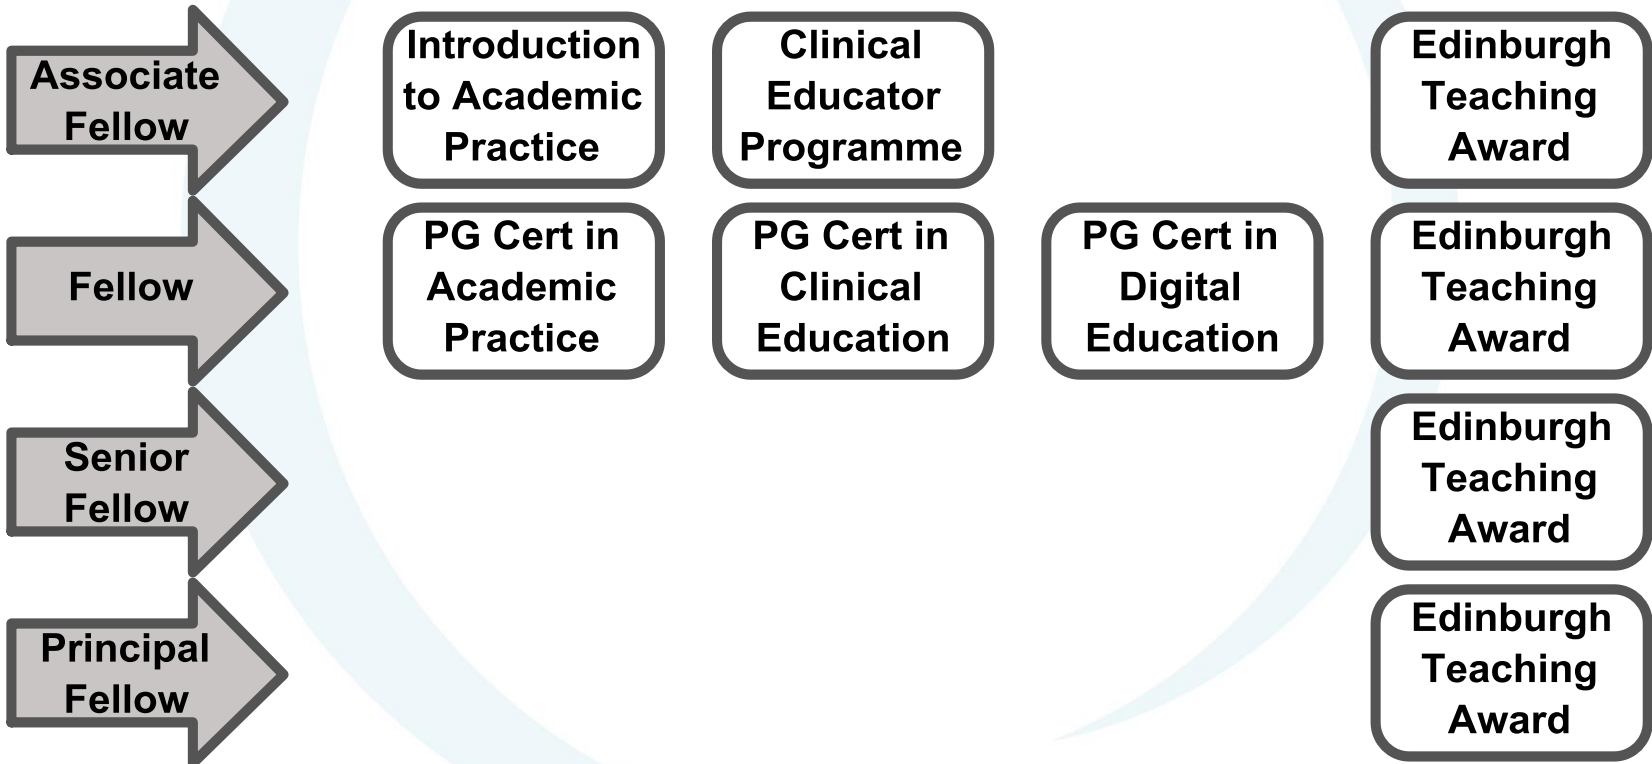 Associate
Fellow
Introduction
to Academic
Practice
Clinical
Educator
Programme
Edinburgh
Teaching
Award
Fellow
PG Cert in
Academic
Practice
PG Cert in
Clinical
Education
PG Cert in
Digital
Education
Edinburgh
Teaching
Award
Senior
Fellow
Edinburgh
Teaching
Award
Principal
Fellow
Edinburgh
Teaching
Award